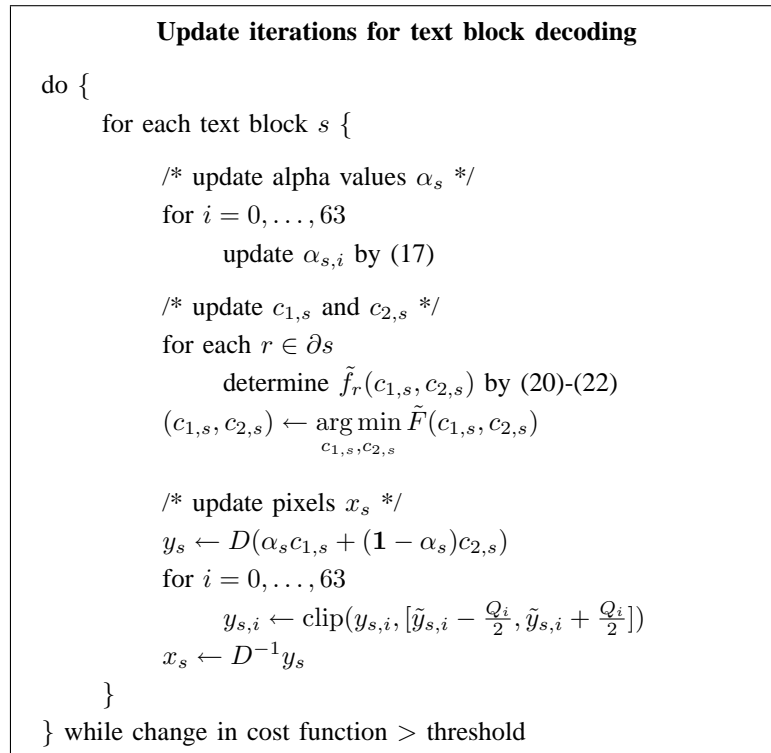 Update iterations for text block decoding
do {
for each text block s {
/* update alpha values α_s */
for i = 0, . . . , 63
update α_{s,i} by (17)
/* update c_{1,s} and c_{2,s} */
for each r ∈ ∂s
determine f̃_r(c_{1,s}, c_{2,s}) by (20)-(22)
(c_{1,s}, c_{2,s}) ← arg min_{c_{1,s},c_{2,s}} F̃(c_{1,s}, c_{2,s})
/* update pixels x_s */
y_s ← D(α_s c_{1,s} + (1 − α_s)c_{2,s})
for i = 0, . . . , 63
y_{s,i} ← clip(y_{s,i}, [ỹ_{s,i} − Q_i/2, ỹ_{s,i} + Q_i/2])
x_s ← D^{−1} y_s
}
} while change in cost function > threshold